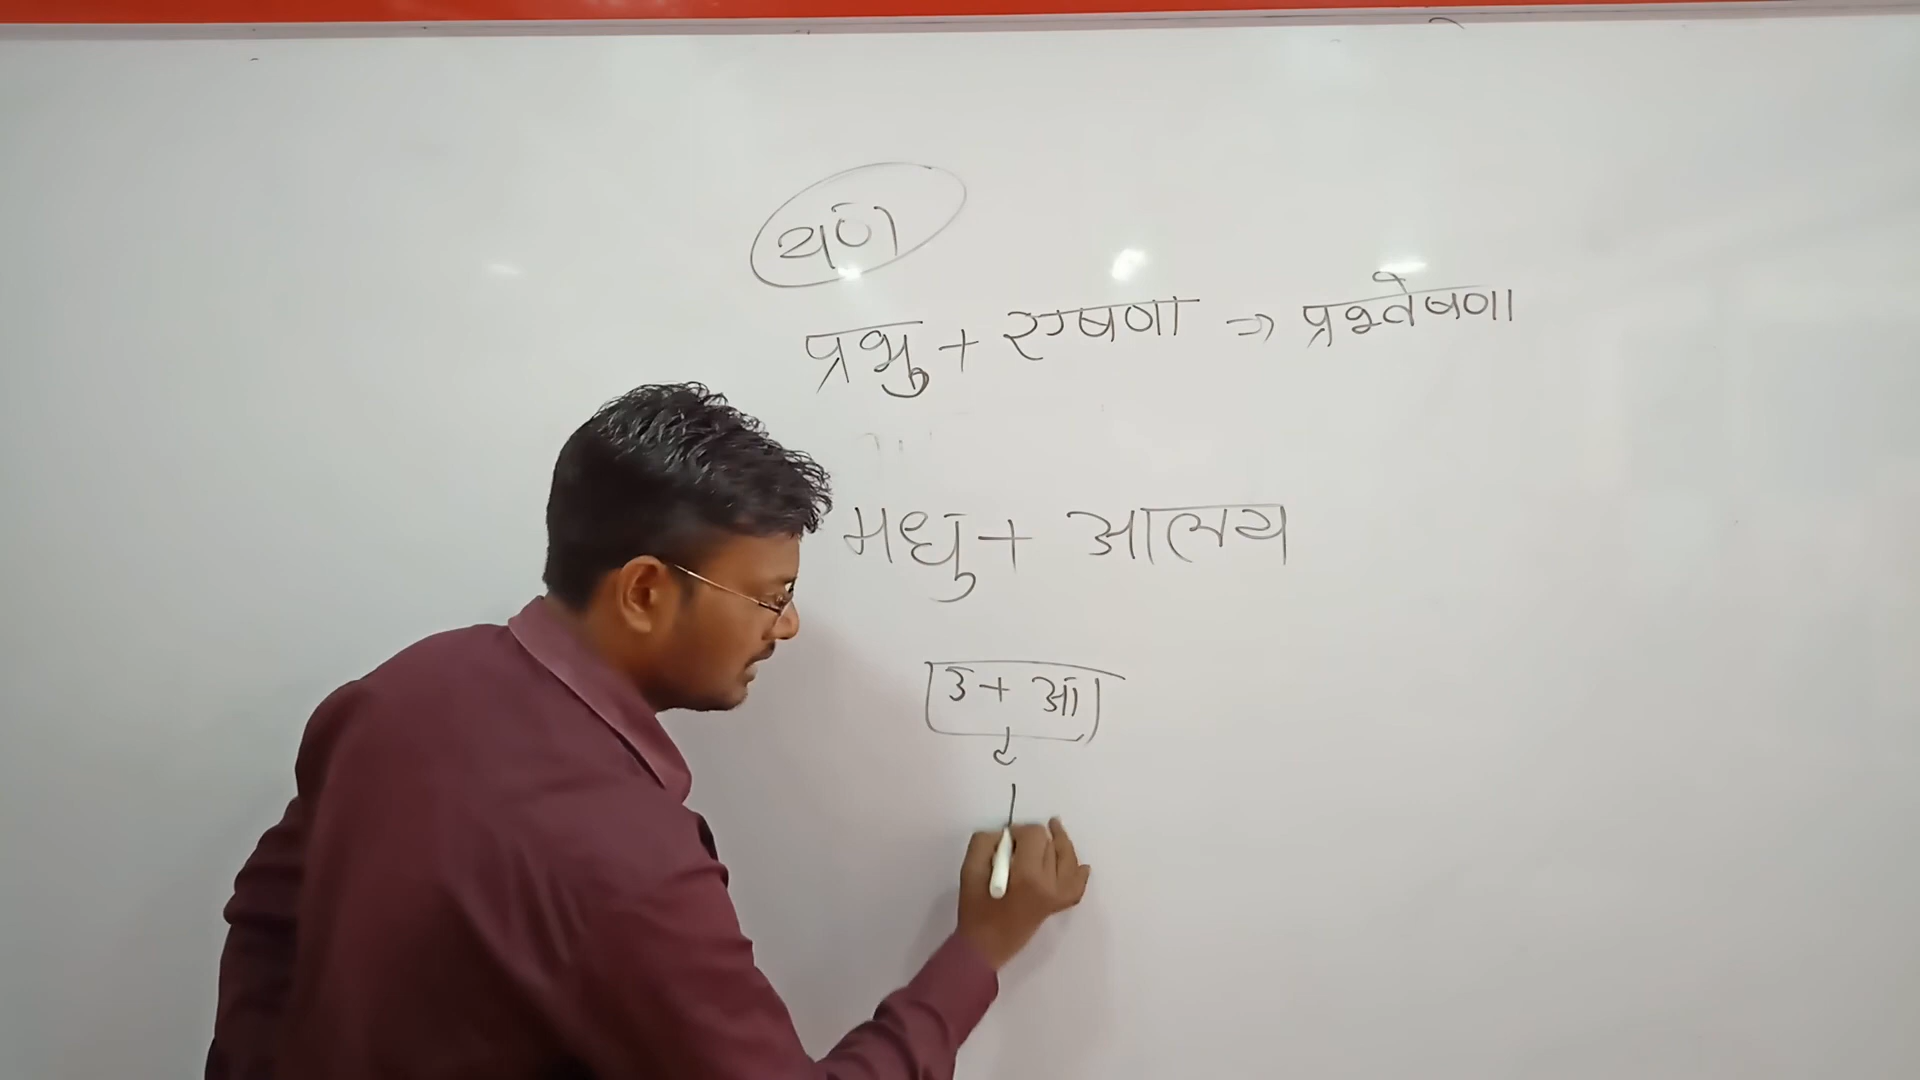 यण
प्रभु + एषणा ⇒ प्रभ्वेषणा
मधु + आलय
उ + आ